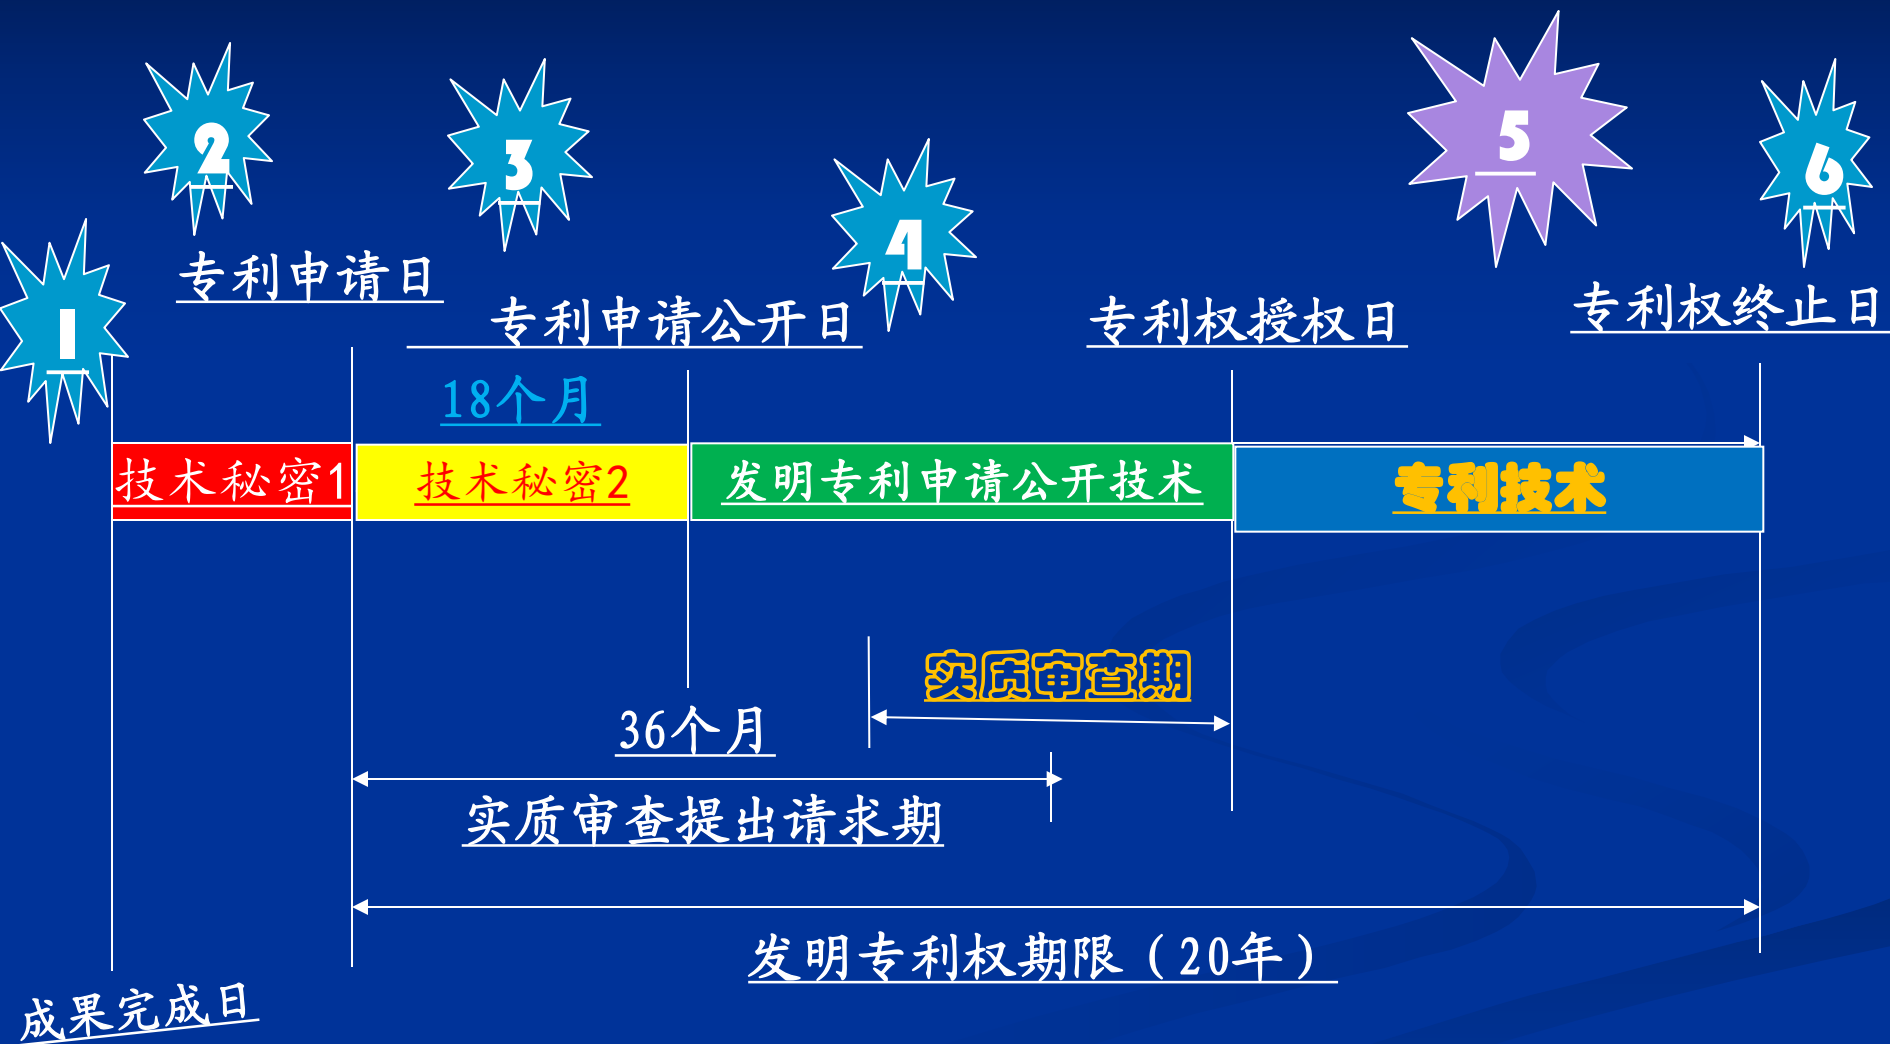 2
3
5
6
4
1
专利申请日
专利申请公开日
专利权授权日
专利权终止日
18个月
技术秘密1
技术秘密2
发明专利申请公开技术
专利技术
实质审查期
36个月
实质审查提出请求期
发明专利权期限（20年）
成果完成日